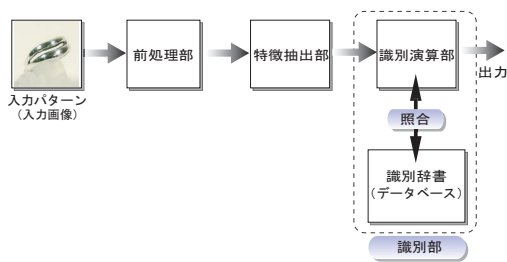 前処理部
特徴抽出部
識別演算部
出力
入力パターン
(入力画像)
照合
識別辞書
(データベース)
識別部